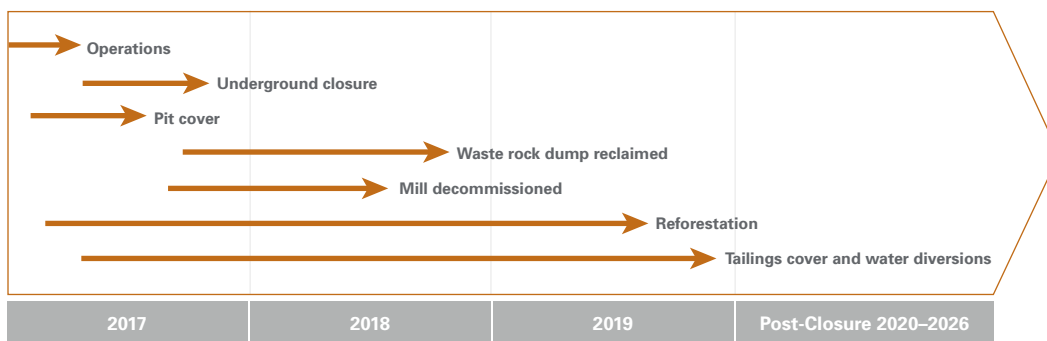 Operations
Underground closure
Pit cover
Waste rock dump reclaimed
Mill decommissioned
Reforestation
Tailings cover and water diversions
2017 2018 2019 Post-Closure 2020–2026